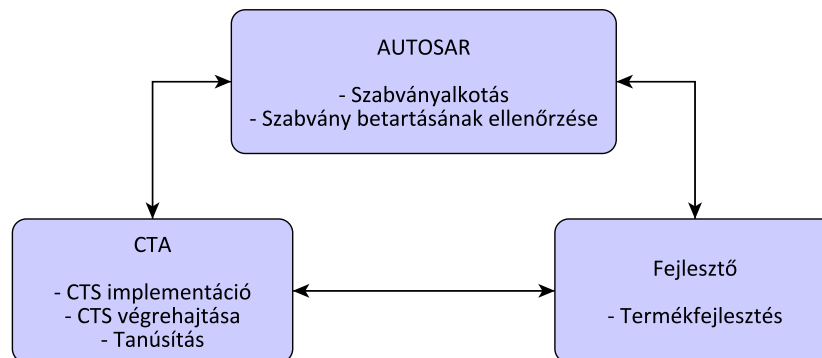 AUTOSAR
- Szabványalkotás
- Szabvány betartásának ellenőrzése
CTA
- CTS implementáció
- CTS végrehajtása
- Tanúsítás
Fejlesztő
- Termékfejlesztés